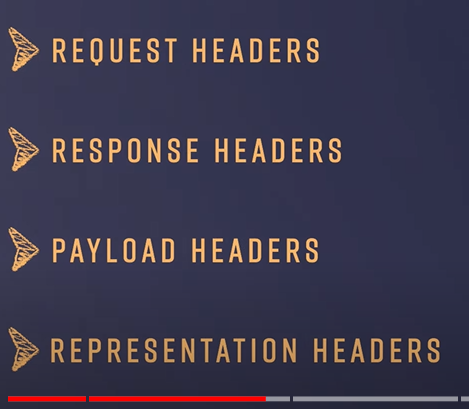 REQUEST HEADERS
RESPONSE HEADERS
PAYLOAD HEADERS
REPRESENTATION HEADERS